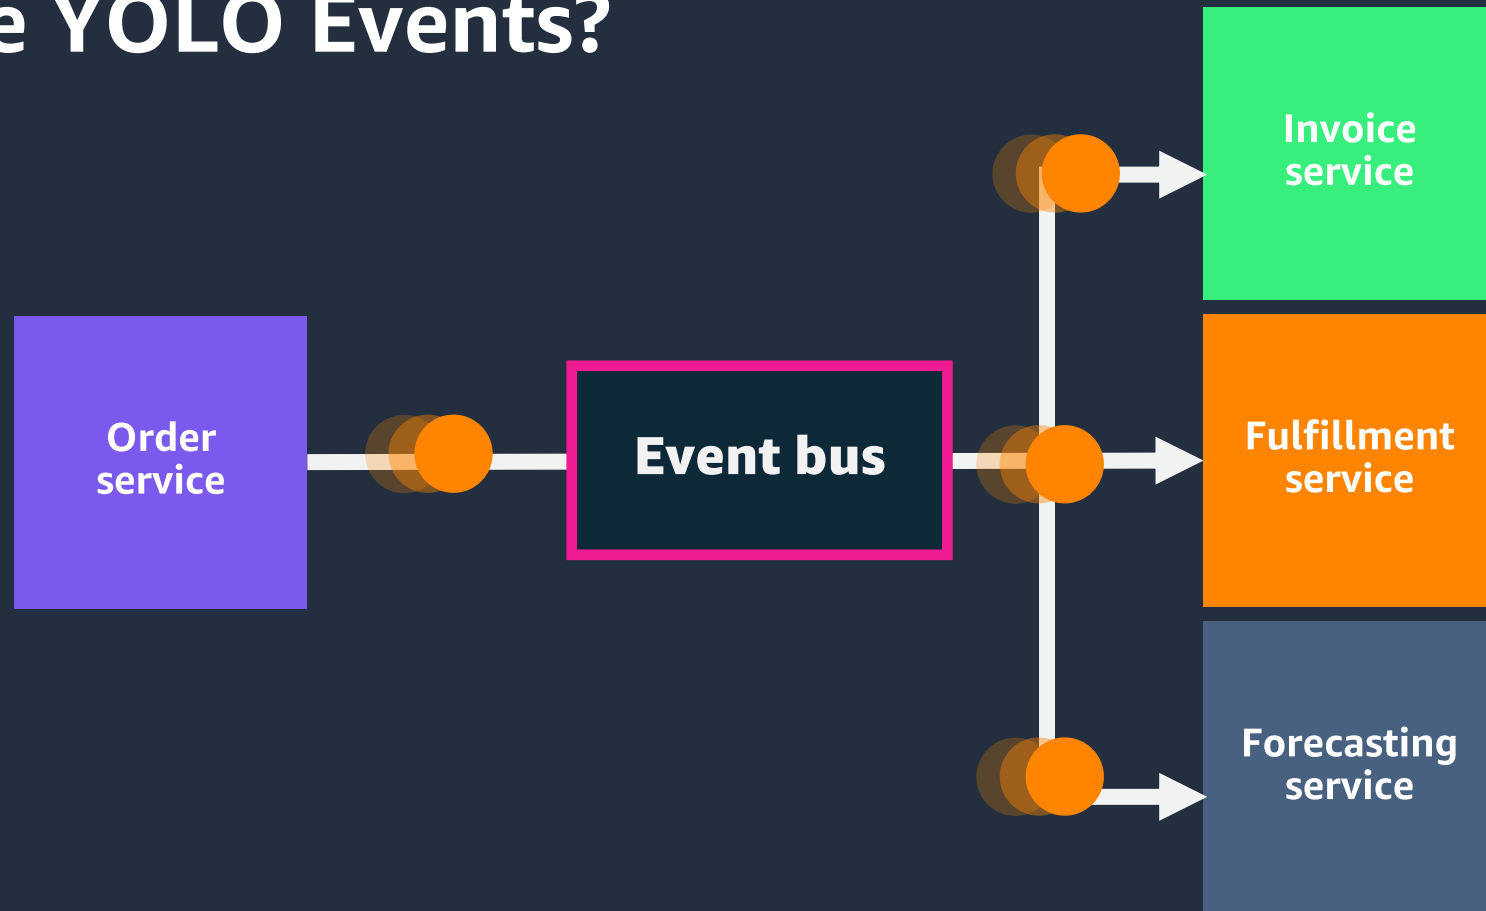 e YOLO Events?
Invoice
service
Order
service
Event bus
Fulfillment
service
Forecasting
service